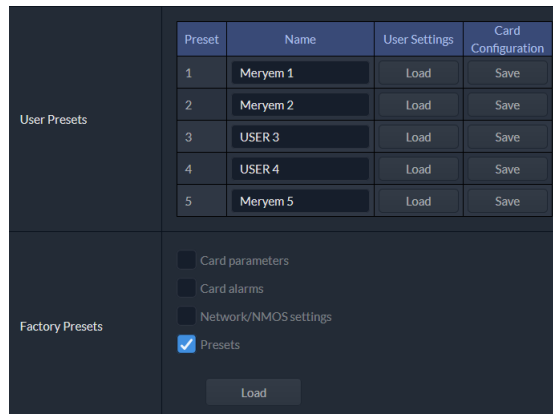 Preset Name User Settings Card Configuration
1 Meryem 1 Load Save
2 Meryem 2 Load Save
User Presets
3 USER 3 Load Save
4 USER 4 Load Save
5 Meryem 5 Load Save
Card parameters
Card alarms
Network/NMOS settings
Factory Presets
Presets
Load